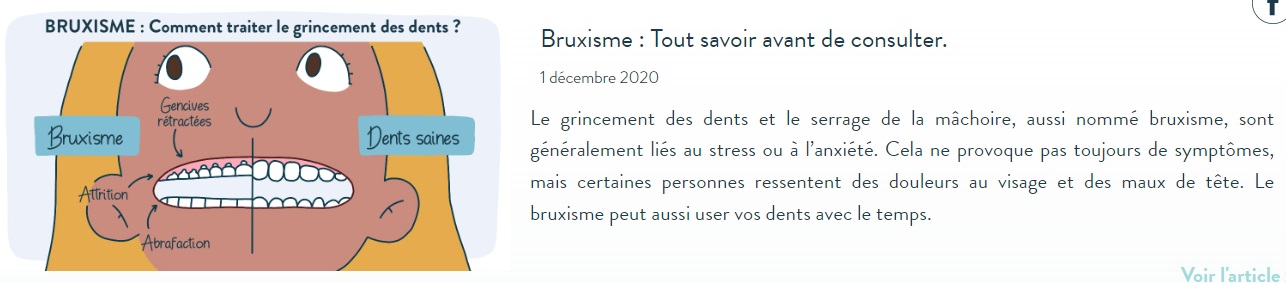 BRUXISME : Comment traiter le grincement des dents ?
Gencives
rétractées
Bruxisme
Dents saines
Attrition
Abrafaction
Bruxisme : Tout savoir avant de consulter.
1 décembre 2020
Le grincement des dents et le serrage de la mâchoire, aussi nommé bruxisme, sont
généralement liés au stress ou à l'anxiété. Cela ne provoque pas toujours de symptômes,
mais certaines personnes ressentent des douleurs au visage et des maux de tête. Le
bruxisme peut aussi user vos dents avec le temps.
Voir l'article